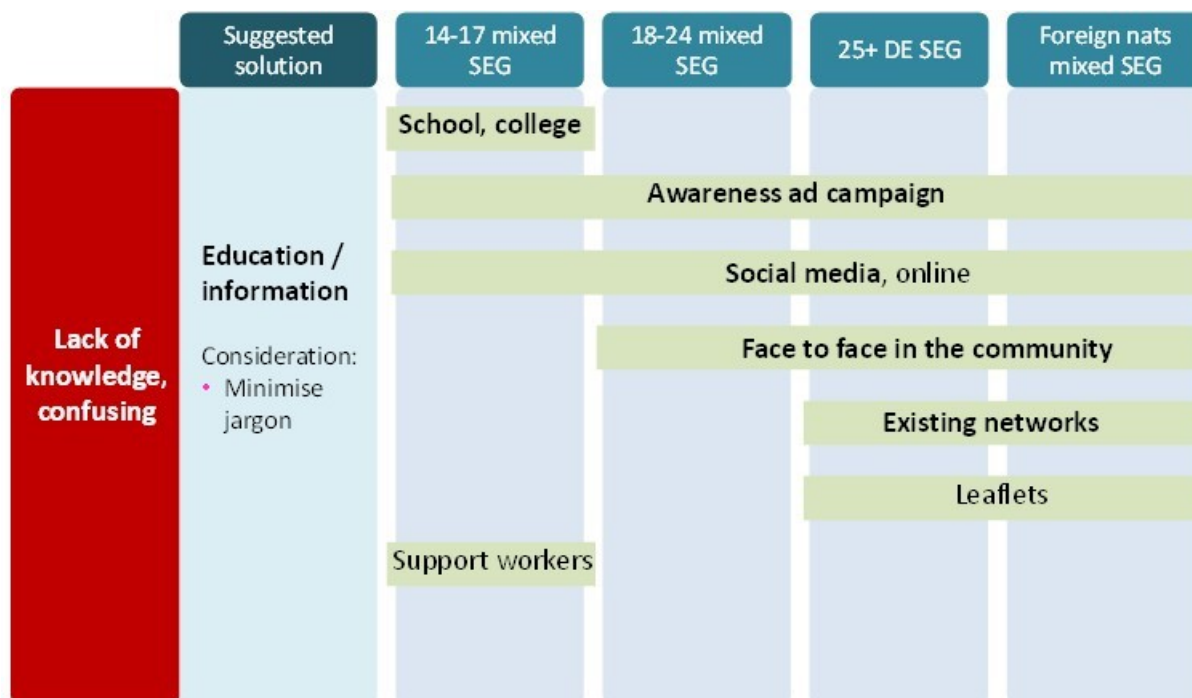 Suggested
solution
14-17 mixed
SEG
18-24 mixed
SEG
25+ DE SEG
Foreign nats
mixed SEG
Lack of
knowledge,
confusing
Education /
information
Consideration:
• Minimise
jargon
School, college
Awareness ad campaign
Social media, online
Face to face in the community
Existing networks
Leaflets
Support workers